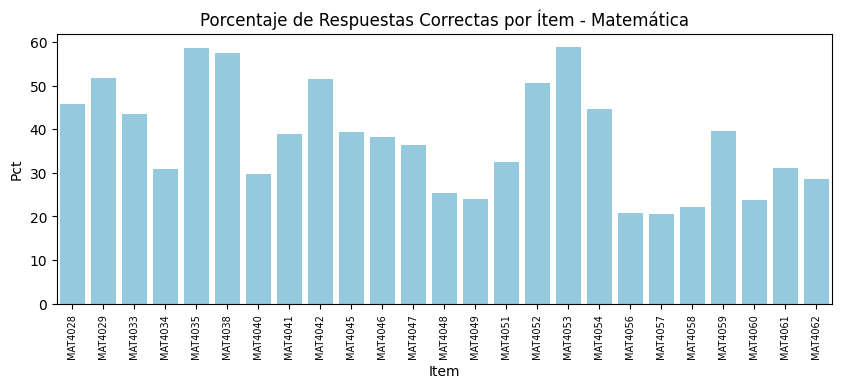 Porcentaje de Respuestas Correctas por Ítem - Matemática
Pct
60
50
40
30
20
10
0
MAT4028
MAT4029
MAT4033
MAT4034
MAT4035
MAT4038
MAT4040
MAT4041
MAT4042
MAT4045
MAT4046
MAT4047
MAT4048
MAT4049
MAT4051
MAT4052
MAT4053
MAT4054
MAT4056
MAT4057
MAT4058
MAT4059
MAT4060
MAT4061
MAT4062
Item